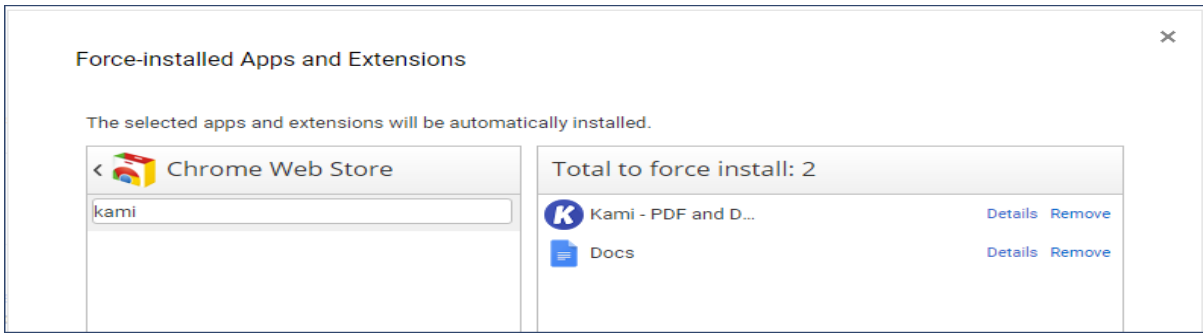 Force-installed Apps and Extensions
The selected apps and extensions will be automatically installed.
Chrome Web Store
kami
Total to force install: 2
K Kami - PDF and D... Details Remove
Docs Details Remove